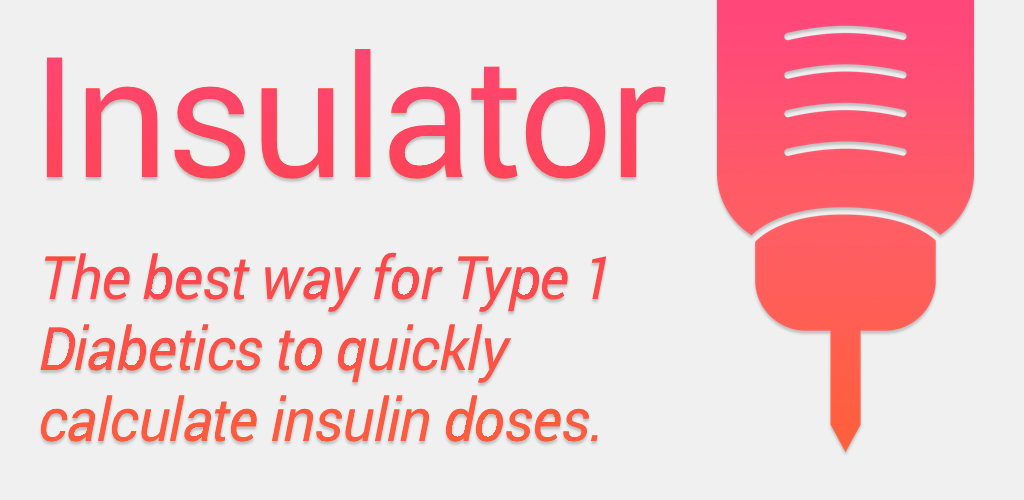 Insulator
The best way for Type 1
Diabetics to quickly
calculate insulin doses.